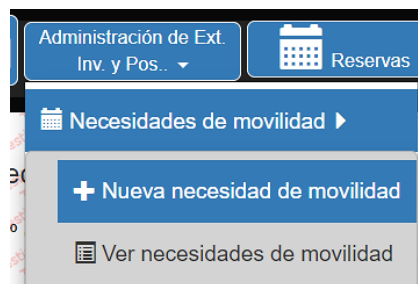 Administración de Ext.
Inv. y Pos..
Reservas
Necesidades de movilidad
Nueva necesidad de movilidad
Ver necesidades de movilidad